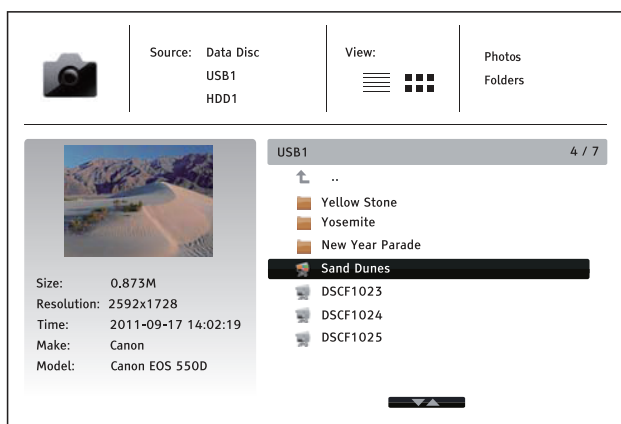 Source: Data Disc
USB1
HDD1
View:
Photos
Folders
USB1 4 / 7
..
Yellow Stone
Yosemite
New Year Parade
Sand Dunes
DSCF1023
DSCF1024
DSCF1025
Size: 0.873M
Resolution: 2592x1728
Time: 2011-09-17 14:02:19
Make: Canon
Model: Canon EOS 550D